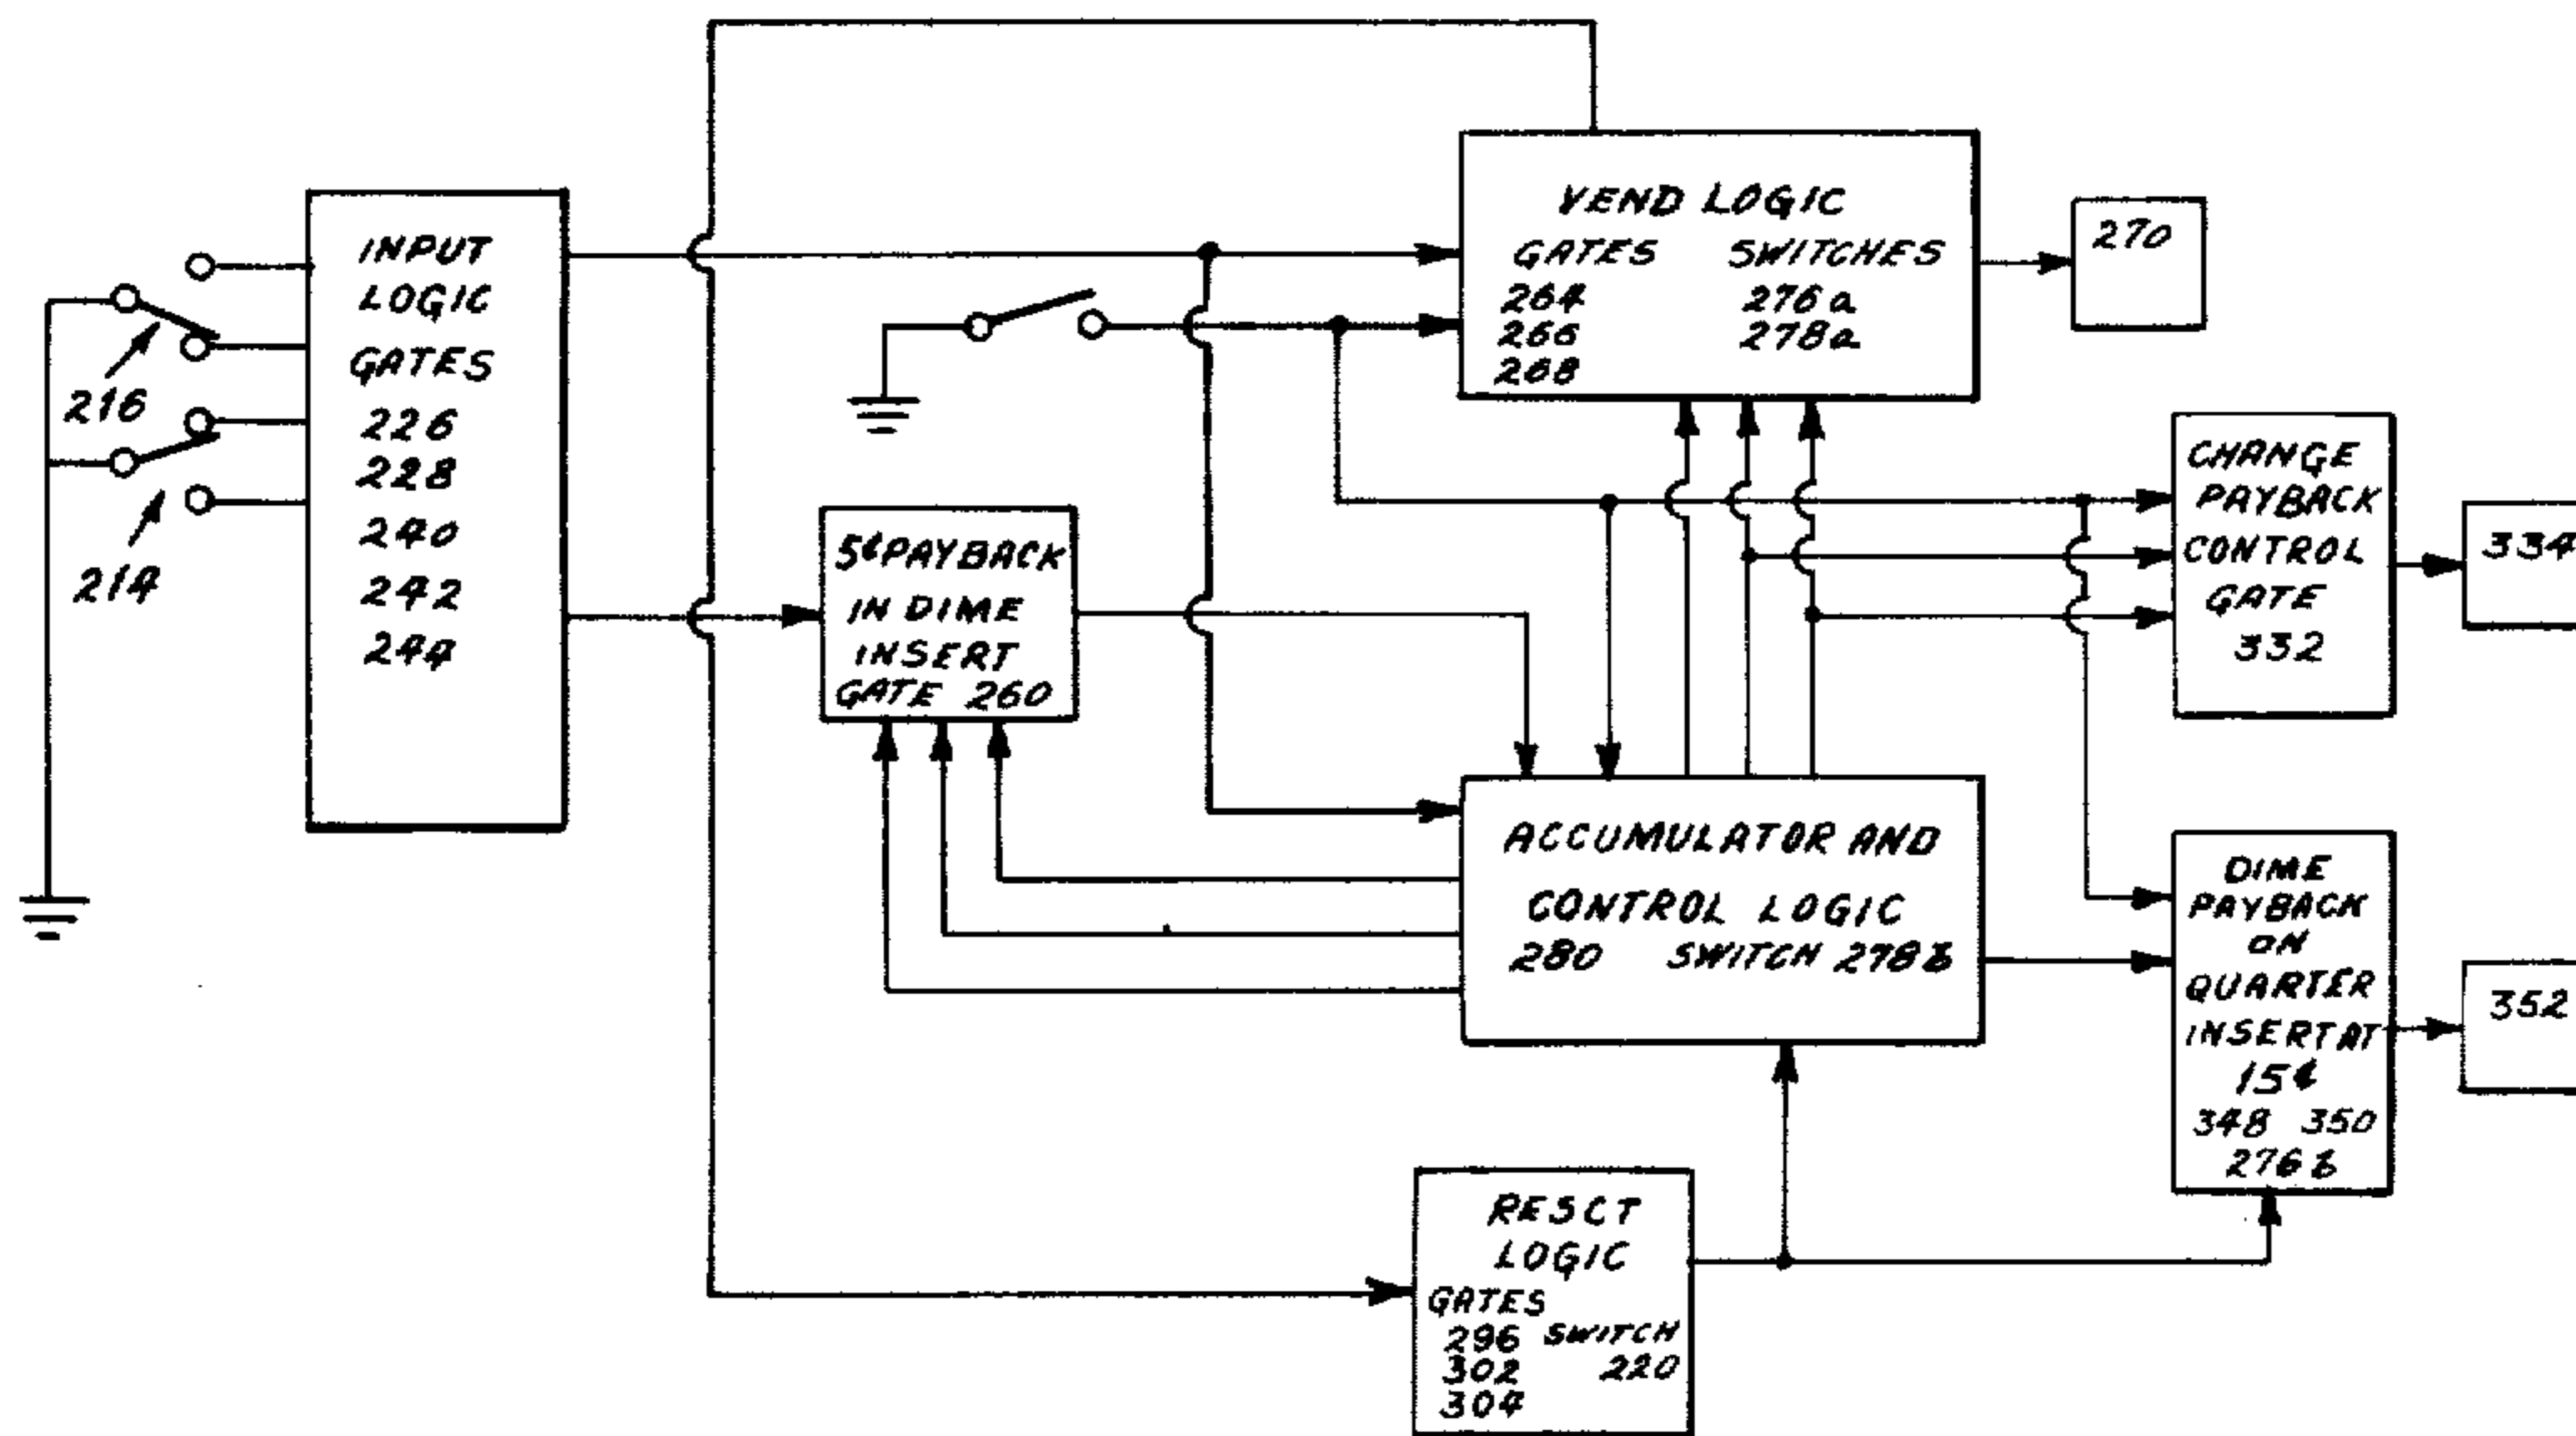 INPUT
LOGIC
GATES
226
228
240
242
244
216
214
VEND LOGIC
GATES SWITCHES
264 276a
266 278a
268
270
5¢ PAYBACK
IN DIME
INSERT
GATE 260
CHANGE
PAYBACK
CONTROL
GATE
332
334
ACCUMULATOR AND
CONTROL LOGIC
280 SWITCH 278b
DIME
PAYBACK
ON
QUARTER
INSERT AT
15¢
348 350
276b
352
RESCT
LOGIC
GATES
296 SWITCH
302 220
304